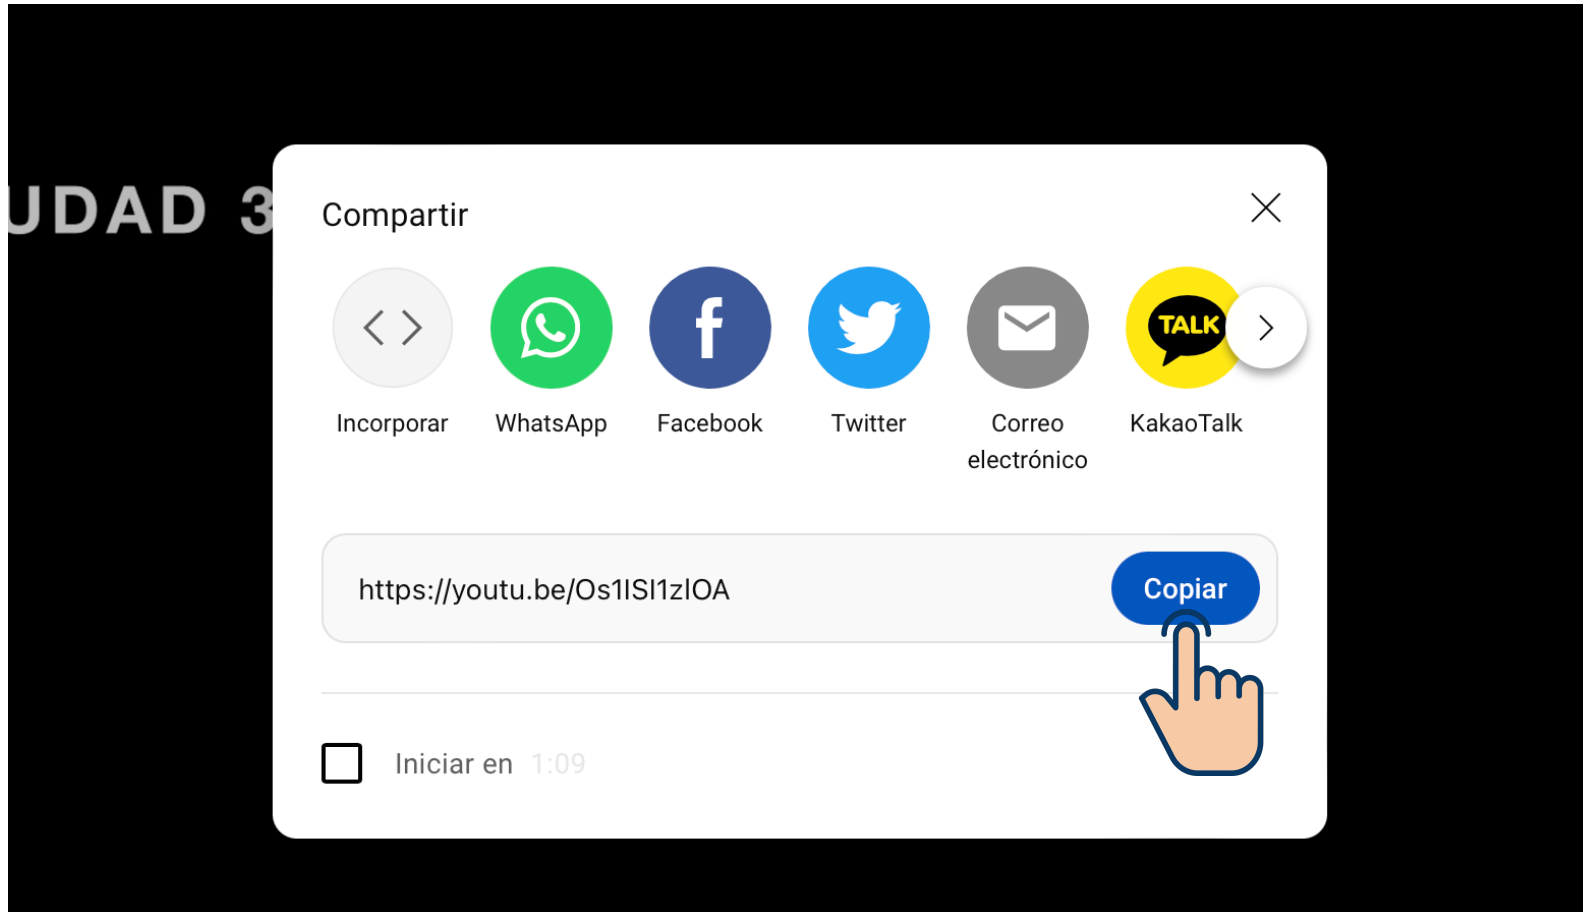 UDAD 3
Compartir
TALK
Incorporar WhatsApp Facebook Twitter Correo electrónico KakaoTalk
https://youtu.be/Os1ISI1zlOA
Copiar
Iniciar en 1:09